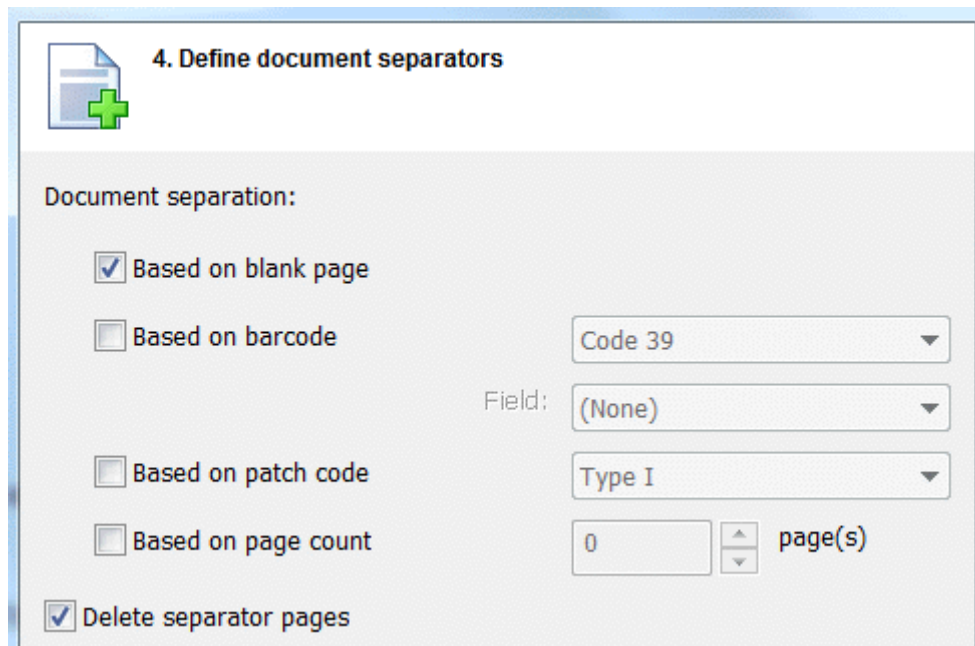 4. Define document separators
Document separation:
Based on blank page
Based on barcode
Code 39
Field:
(None)
Based on patch code
Type I
Based on page count
0
page(s)
Delete separator pages